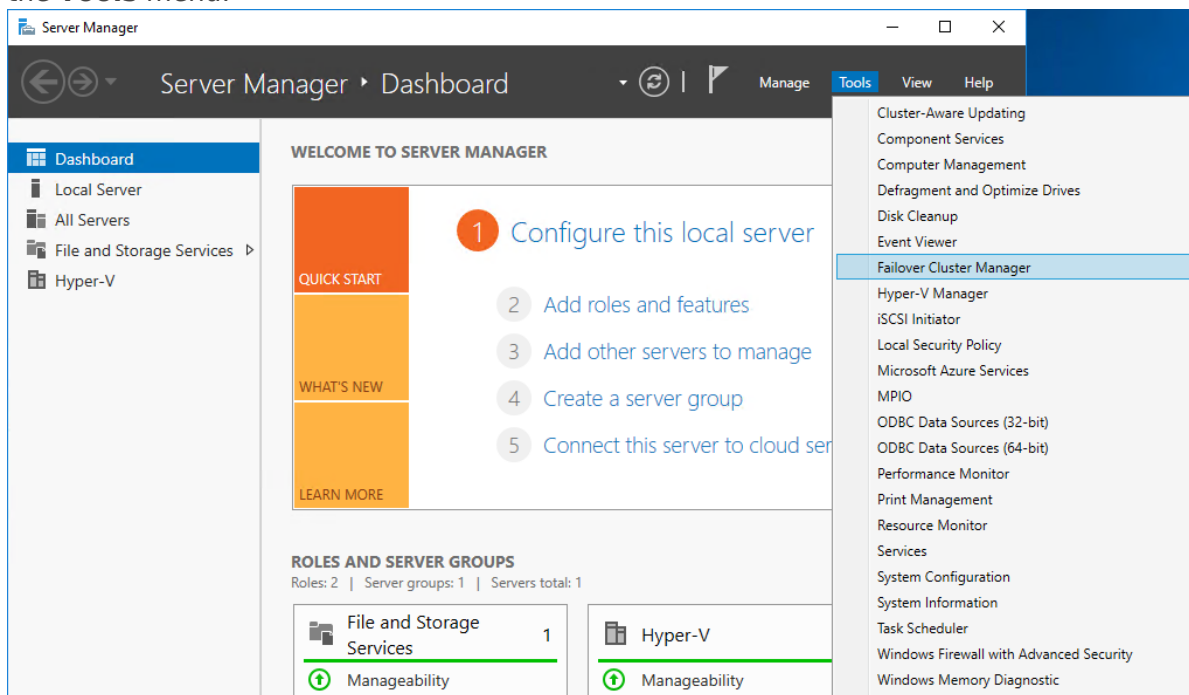 the Tools menu.
Server Manager
Server Manager ‣ Dashboard
Manage
Tools
View
Help
Dashboard
Local Server
All Servers
File and Storage Services
Hyper-V
WELCOME TO SERVER MANAGER
QUICK START
WHAT'S NEW
LEARN MORE
1 Configure this local server
2 Add roles and features
3 Add other servers to manage
4 Create a server group
5 Connect this server to cloud ser
ROLES AND SERVER GROUPS
Roles: 2 | Server groups: 1 | Servers total: 1
File and Storage
Services
1
Manageability
Hyper-V
Manageability
Cluster-Aware Updating
Component Services
Computer Management
Defragment and Optimize Drives
Disk Cleanup
Event Viewer
Failover Cluster Manager
Hyper-V Manager
iSCSI Initiator
Local Security Policy
Microsoft Azure Services
MPIO
ODBC Data Sources (32-bit)
ODBC Data Sources (64-bit)
Performance Monitor
Print Management
Resource Monitor
Services
System Configuration
System Information
Task Scheduler
Windows Firewall with Advanced Security
Windows Memory Diagnostic